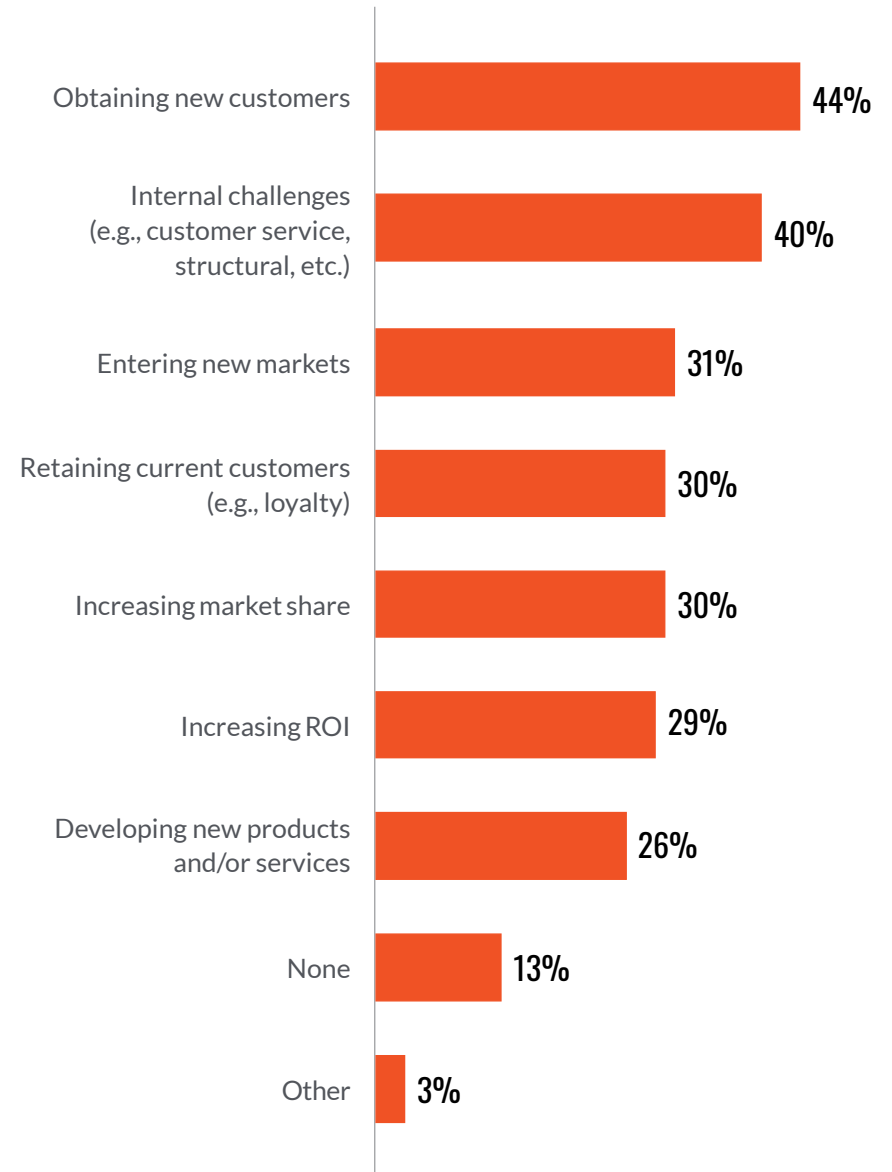 Obtaining new customers
44%
Internal challenges
(e.g., customer service,
structural, etc.)
40%
Entering new markets
31%
Retaining current customers
(e.g., loyalty)
30%
Increasing market share
30%
Increasing ROI
29%
Developing new products
and/or services
26%
None
13%
Other
3%